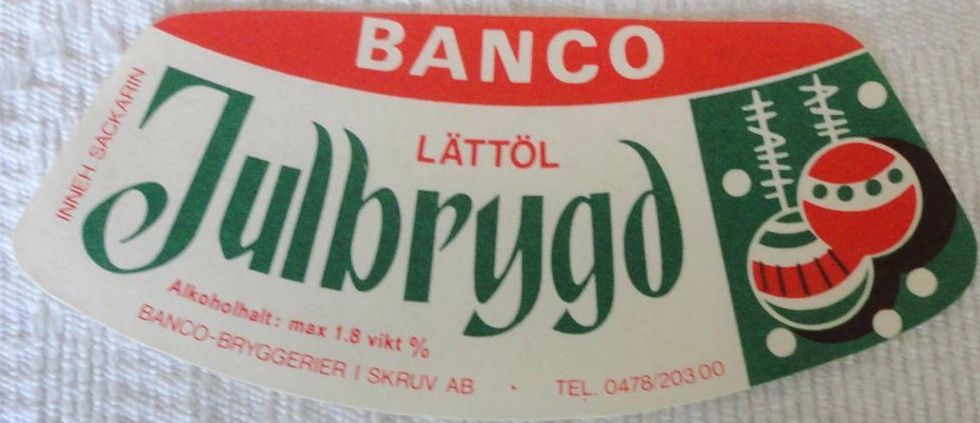 BANCO
LÄTTÖL
Julbrygd
INNEH SACKARIN
Alkoholhalt: max 1.8 vikt %
BANCO-BRYGGERIER I SKRUV AB · TEL. 0478/203 00